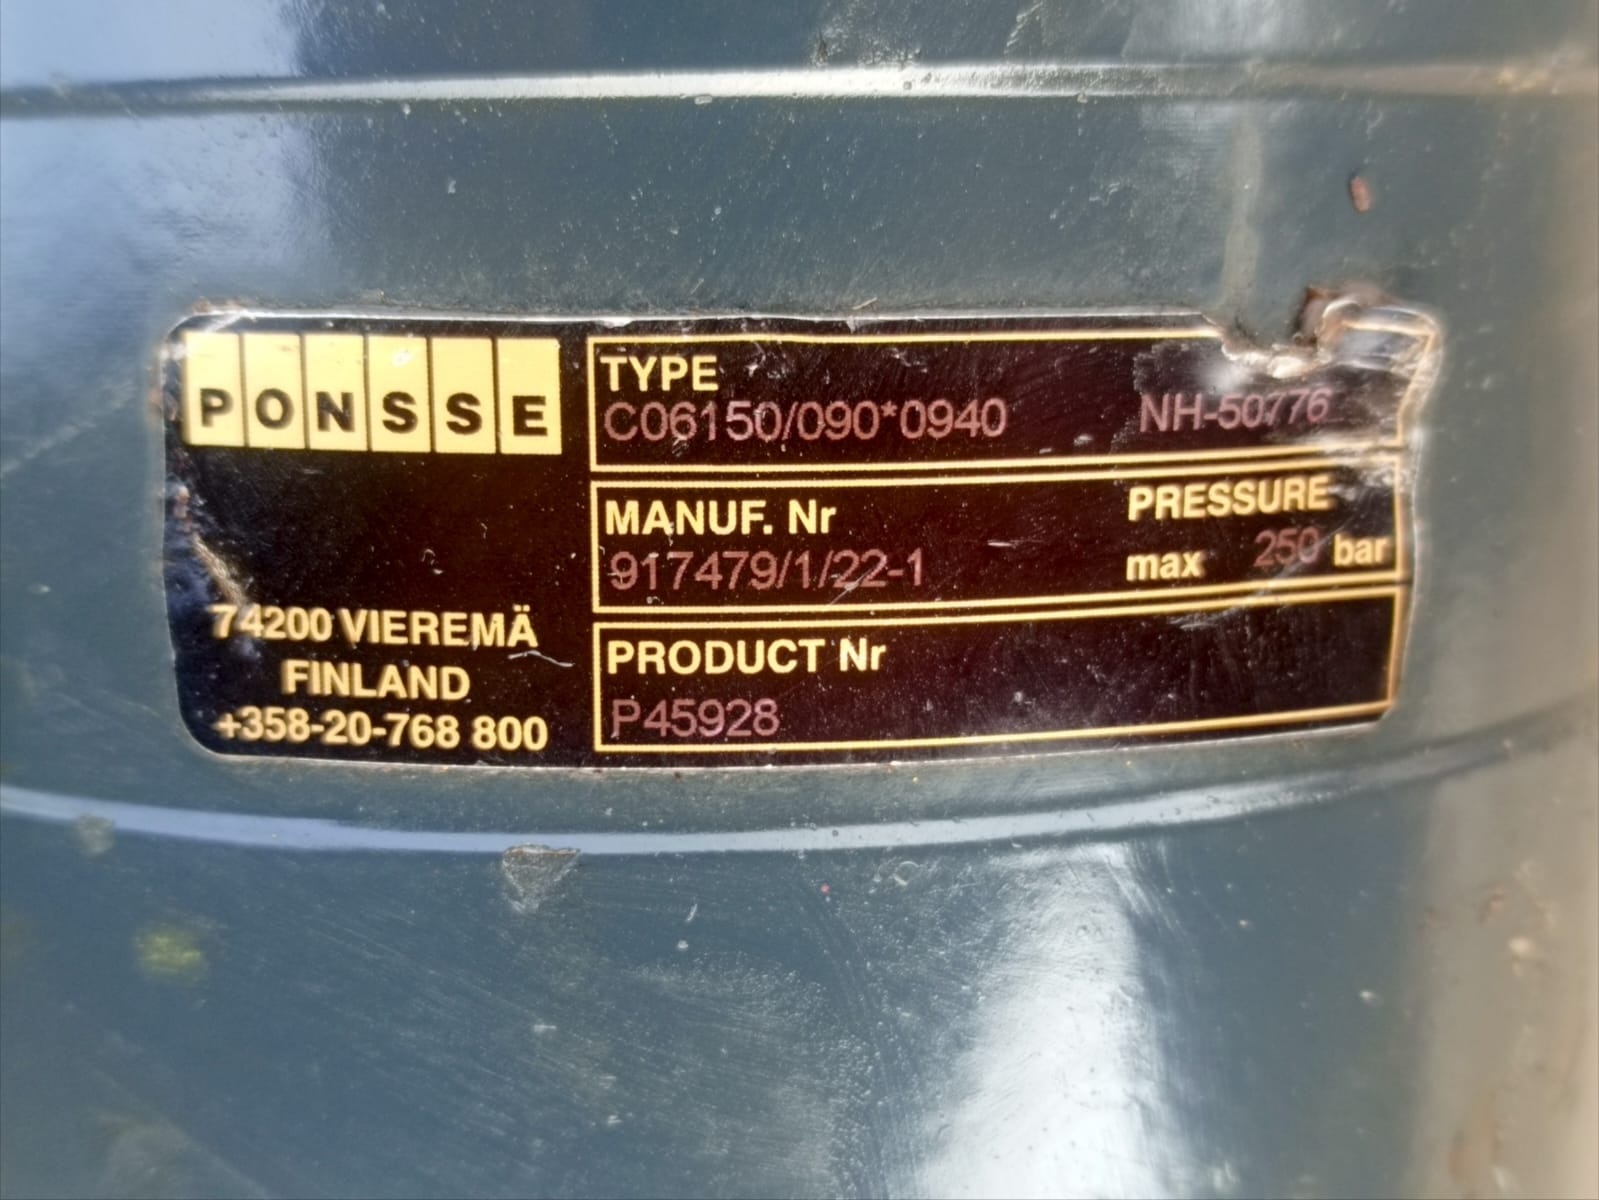 PONSSE
TYPE
C06150/090*0940 NH-50776
MANUF. Nr PRESSURE
917479/1/22-1 max 250 bar
74200 VIEREMÄ
FINLAND
+358-20-768 800
PRODUCT Nr
P45928